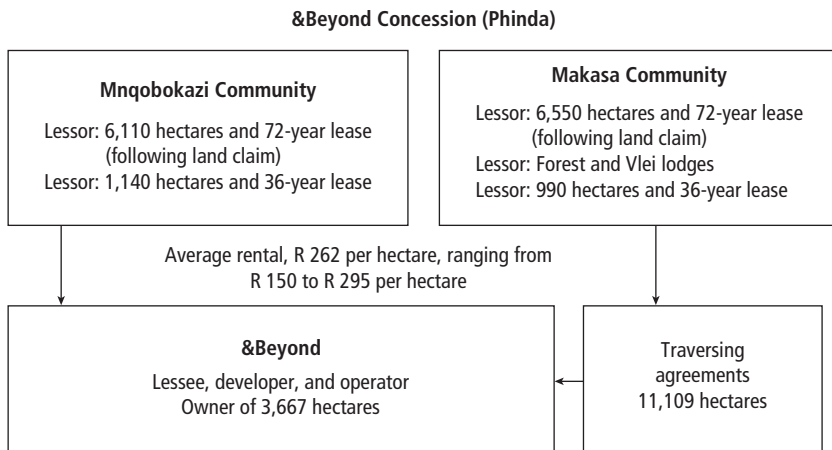 &Beyond Concession (Phinda)
Mnqobokazi Community
Lessor: 6,110 hectares and 72-year lease
(following land claim)
Lessor: 1,140 hectares and 36-year lease
Makasa Community
Lessor: 6,550 hectares and 72-year lease
(following land claim)
Lessor: Forest and Vlei lodges
Lessor: 990 hectares and 36-year lease
Average rental, R 262 per hectare, ranging from
R 150 to R 295 per hectare
&Beyond
Lessee, developer, and operator
Owner of 3,667 hectares
Traversing
agreements
11,109 hectares